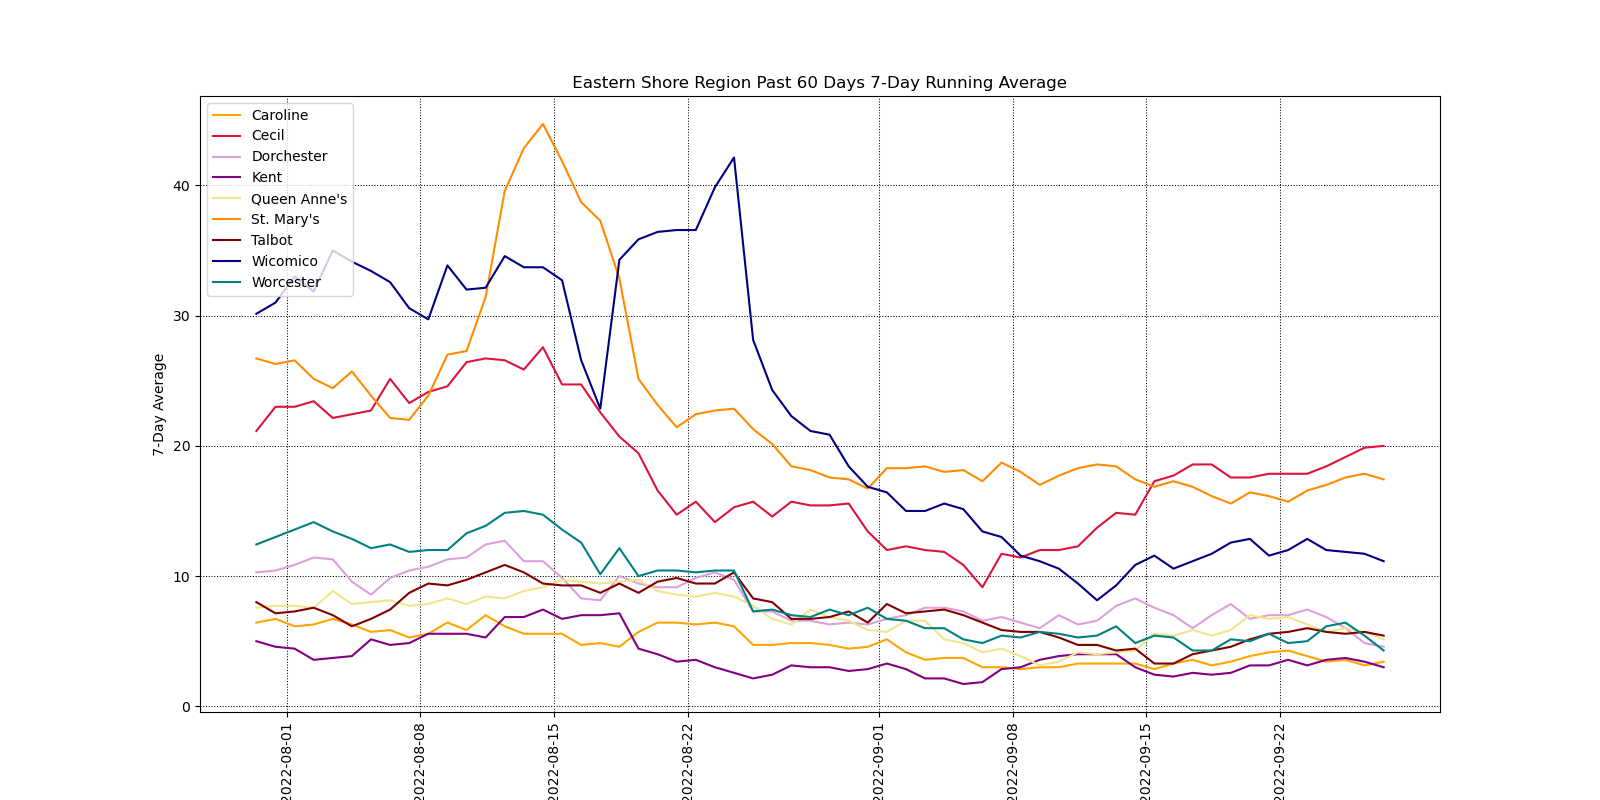 Eastern Shore Region Past 60 Days 7-Day Running Average
Caroline
Cecil
Dorchester
Kent
Queen Anne's
St. Mary's
Talbot
Wicomico
Worcester
7-Day Average
40
30
20
10
0
2022-08-01
2022-08-08
2022-08-15
2022-08-22
2022-09-01
2022-09-08
2022-09-15
2022-09-22